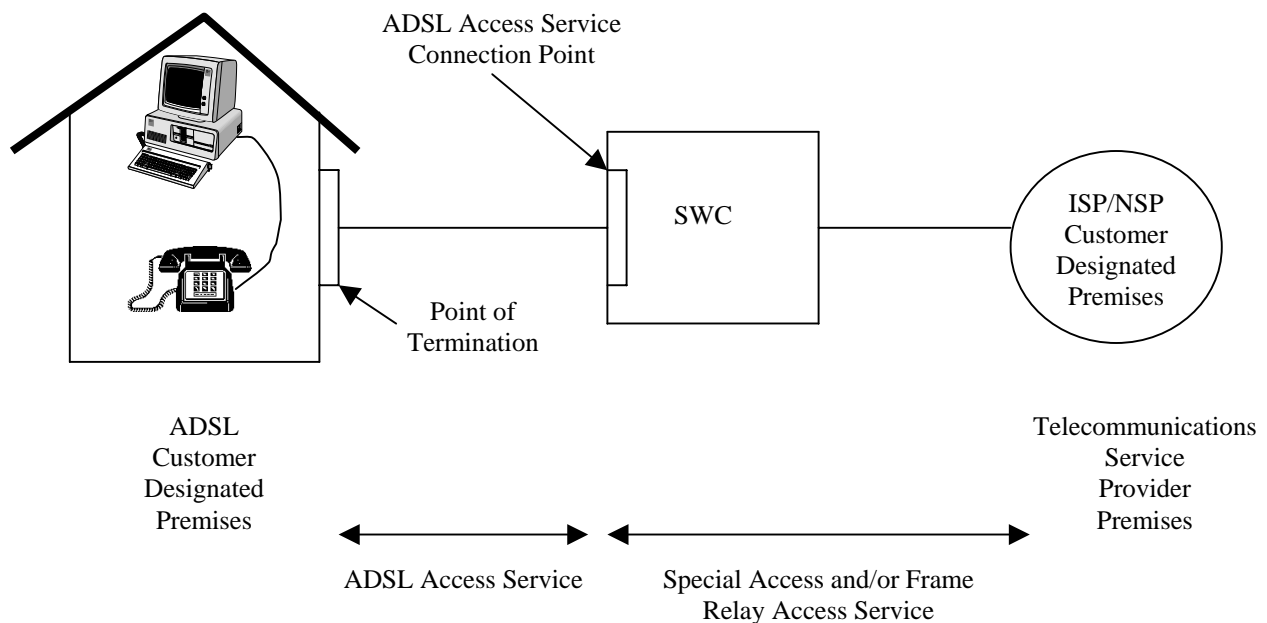 ADSL Access Service
Connection Point
SWC
ISP/NSP
Customer
Designated
Premises
Point of
Termination
ADSL
Customer
Designated
Premises
Telecommunications
Service
Provider
Premises
ADSL Access Service
Special Access and/or Frame
Relay Access Service